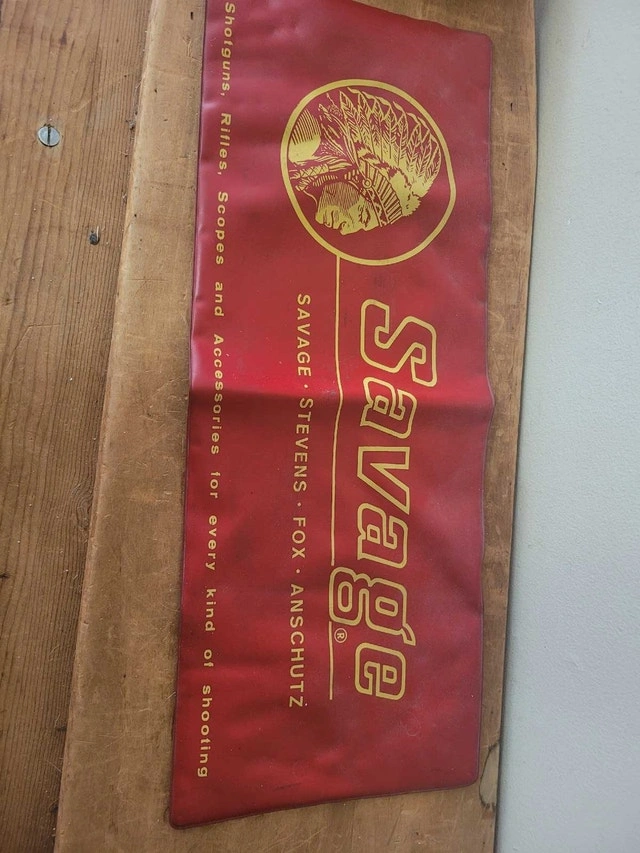 Savage®
SAVAGE · STEVENS · FOX · ANSCHUTZ
Shotguns, Rifles, Scopes and Accessories for every kind of shooting